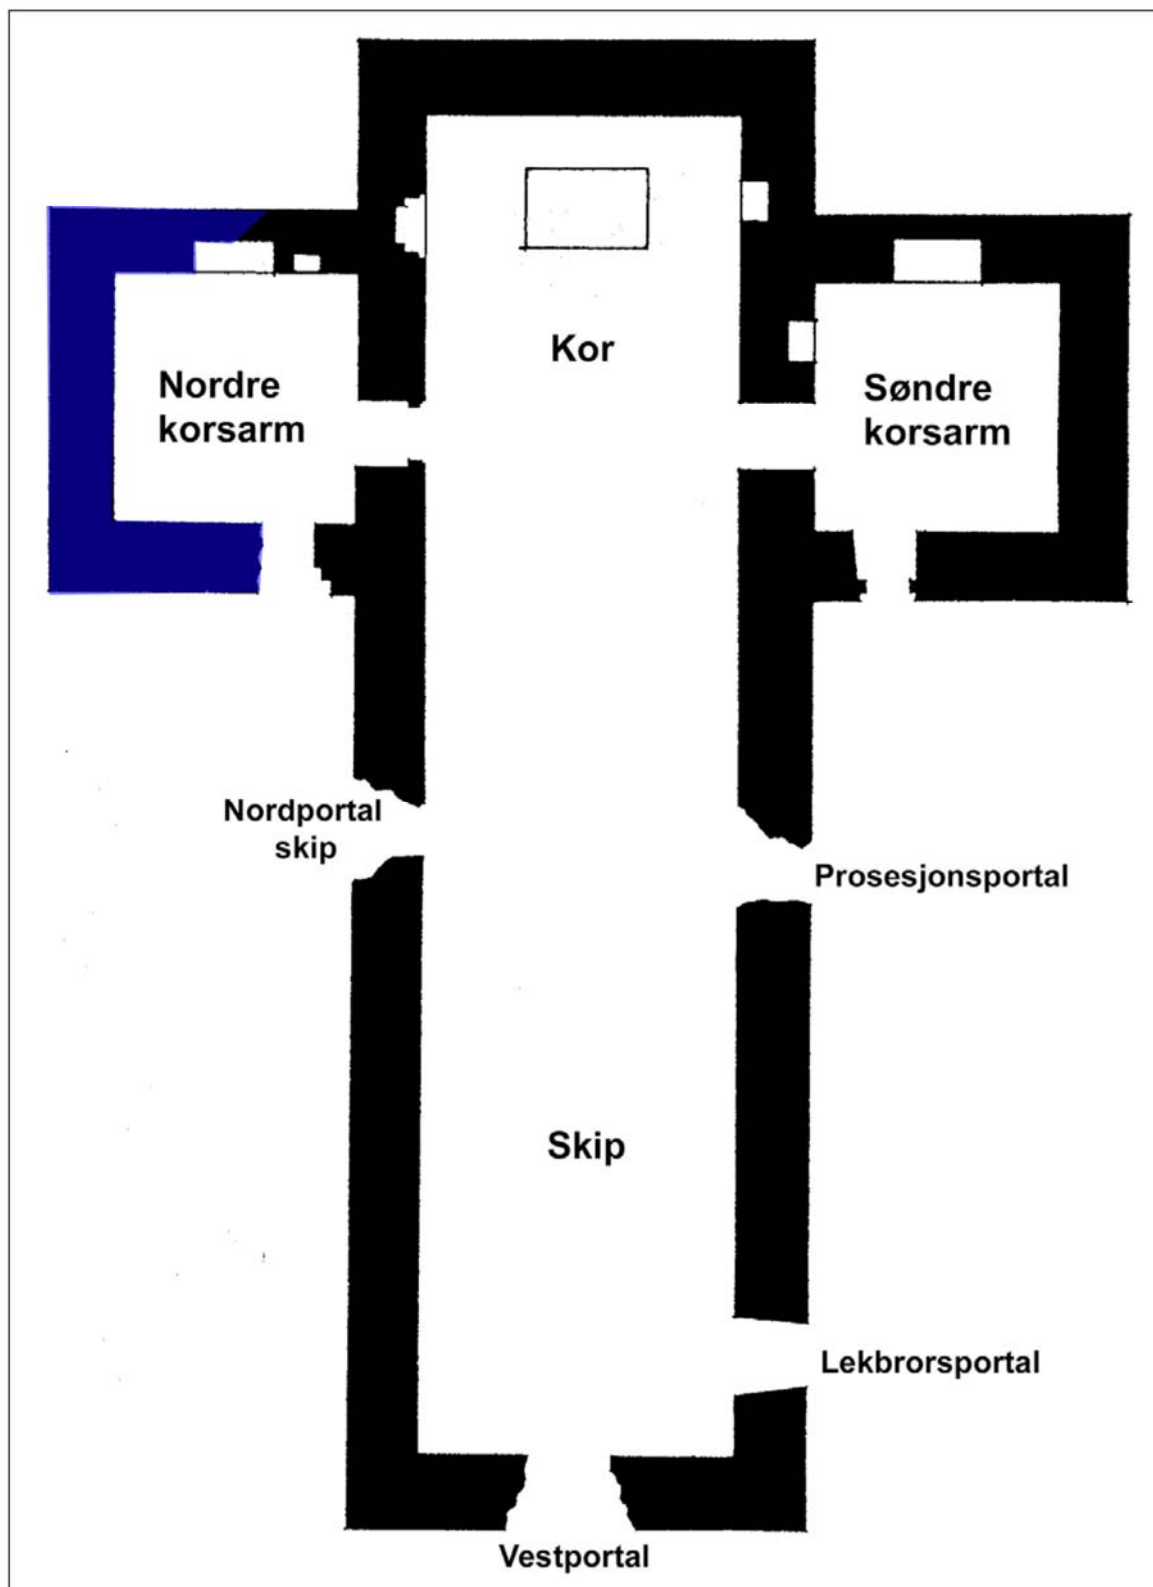 Kor
Nordre
korsarm
Søndre
korsarm
Nordportal
skip
Prosesjonsportal
Skip
Lekbrorsportal
Vestportal